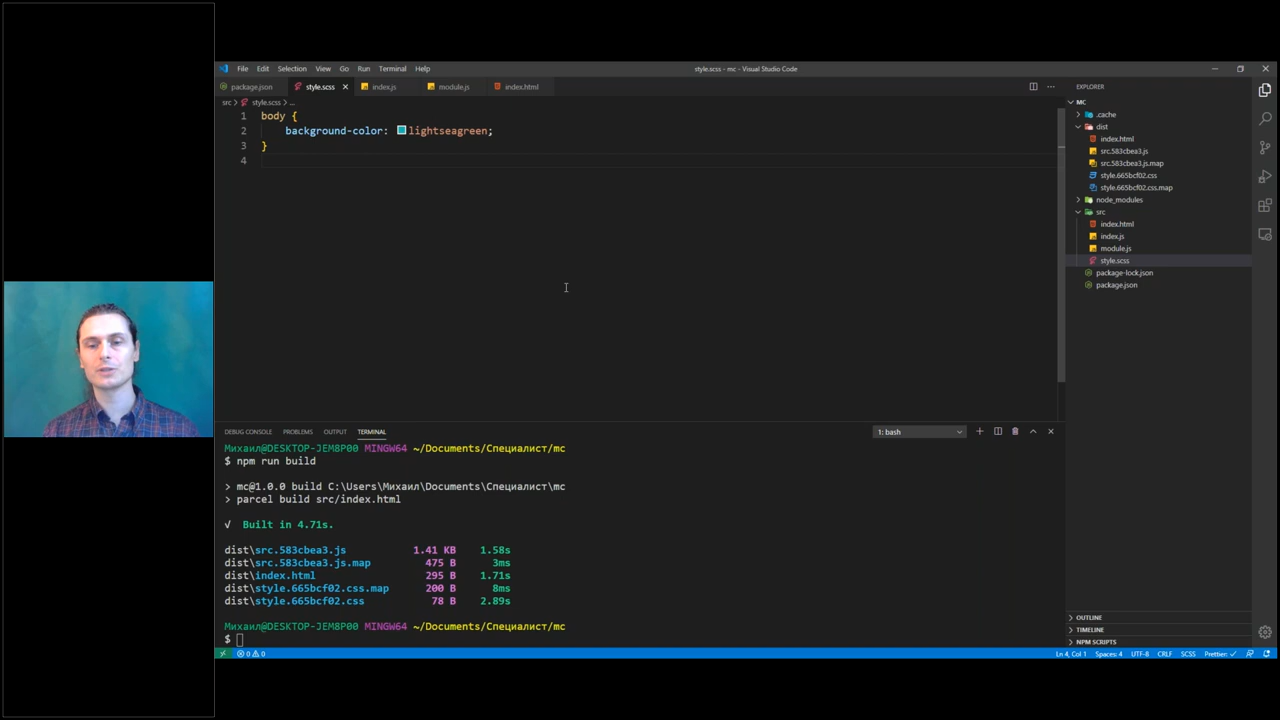 File Edit Selection View Go Run Terminal Help
style.scss - mc - Visual Studio Code
package.json style.scss index.js module.js index.html
src > style.scss > ...
1 body {
2 background-color: lightseagreen;
3 }
4
EXPLORER
MC
.cache
dist
index.html
src.583cbea3.js
src.583cbea3.js.map
style.665bcf02.css
style.665bcf02.css.map
node_modules
src
index.html
index.js
module.js
style.scss
package-lock.json
package.json
OUTLINE
TIMELINE
NPM SCRIPTS
DEBUG CONSOLE PROBLEMS OUTPUT TERMINAL
1: bash
Михаил@DESKTOP-JEM8P00 MINGW64 ~/Documents/Специалист/mc
$ npm run build
> mc@1.0.0 build C:\Users\Михаил\Documents\Специалист\mc
> parcel build src/index.html
√ Built in 4.71s.
dist\src.583cbea3.js 1.41 KB 1.58s
dist\src.583cbea3.js.map 475 B 3ms
dist\index.html 295 B 1.71s
dist\style.665bcf02.css.map 200 B 8ms
dist\style.665bcf02.css 78 B 2.89s
Михаил@DESKTOP-JEM8P00 MINGW64 ~/Documents/Специалист/mc
$
0 0
Ln 4, Col 1 Spaces: 4 UTF-8 CRLF SCSS Prettier: ✓